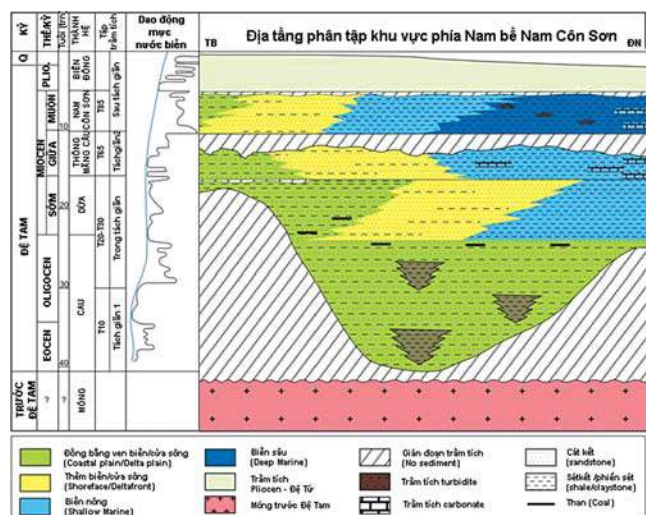 KỶ
THẾ/KỶ
Tuổi (tr.n)
THÀNH HỆ
Tập trầm tích
Dao động mực nước biển
TB
Địa tầng phân tập khu vực phía Nam bể Nam Côn Sơn
ĐN
Q
ĐỆ TAM
TRƯỚC ĐỆ TAM
PLIO.
MIOCEN
MUỘN
GIỮA
SỚM
OLIGOCEN
EOCEN
?
10
20
30
40
?
BIỂN ĐÔNG
NAM CÔN SƠN
THÔNG MÃNG CẦU
DỪA
CAU
MÓNG
T85
T65
T20-T30
T10
Sau tách giãn
Tách giãn2
Trong tách giãn
Tách giãn 1
Đồng bằng ven biển/cửa sông
(Coastal plain/Delta plain)
Thềm biển/cửa sông
(Shoreface/Deltafront)
Biển nông
(Shallow Marine)
Biển sâu
(Deep Marine)
Trầm tích
Pliocen - Đệ Tứ
Móng trước Đệ Tam
Gián đoạn trầm tích
(No sediment)
Trầm tích turbidite
Trầm tích carbonate
Cát kết
(sandstone)
Sétkết /phiến sét
(shale/claystone)
Than (Coal)